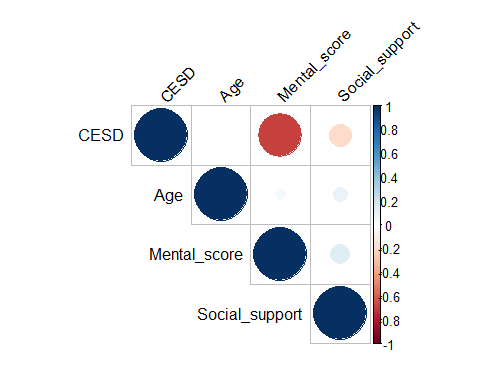 CESD
Age
Mental_score
Social_support
CESD
Age
Mental_score
Social_support
1
0.8
0.6
0.4
0.2
0
-0.2
-0.4
-0.6
-0.8
-1